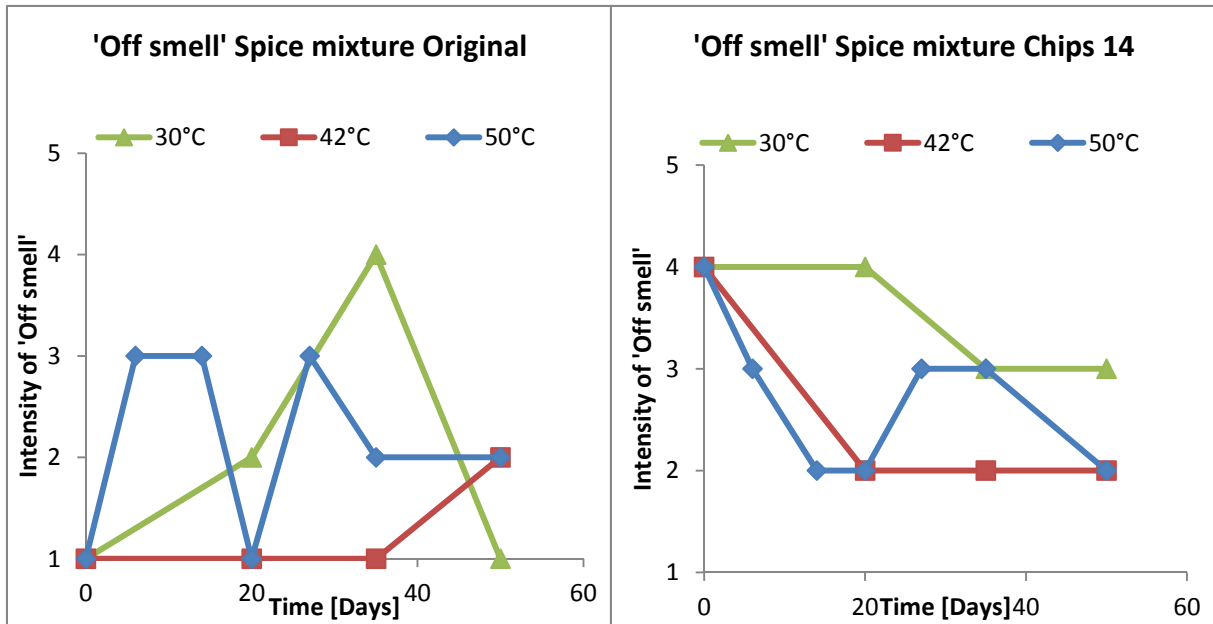 'Off smell' Spice mixture Original
30°C 42°C 50°C
Intensity of 'Off smell'
5
4
3
2
1
0 20 40 60
Time [Days]
'Off smell' Spice mixture Chips 14
30°C 42°C 50°C
Intensity of 'Off smell'
5
4
3
2
1
0 20 40 60
Time [Days]